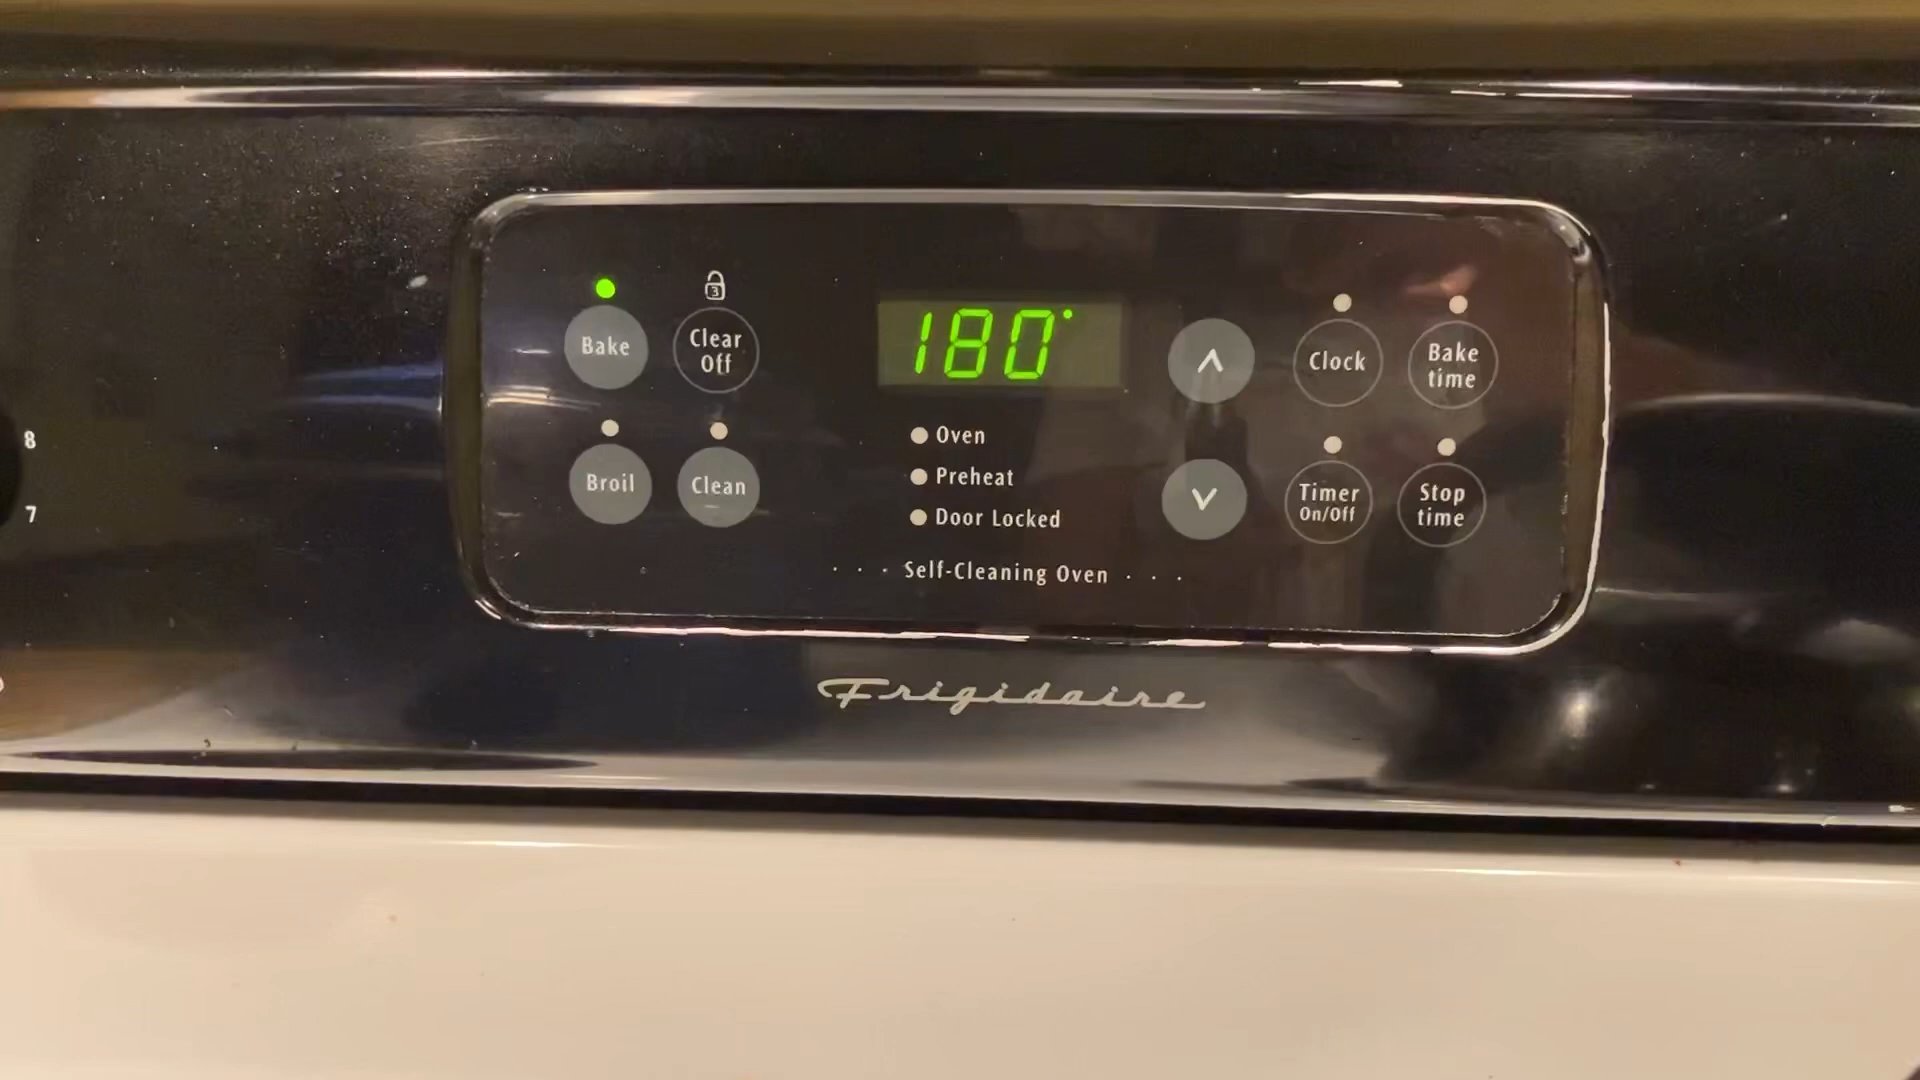 3
Bake
Clear
Off
180°
∧
Clock
Bake
time
Broil
Clean
Oven
Preheat
Door Locked
∨
Timer
On/Off
Stop
time
· · · Self-Cleaning Oven · · ·
Frigidaire
8
7